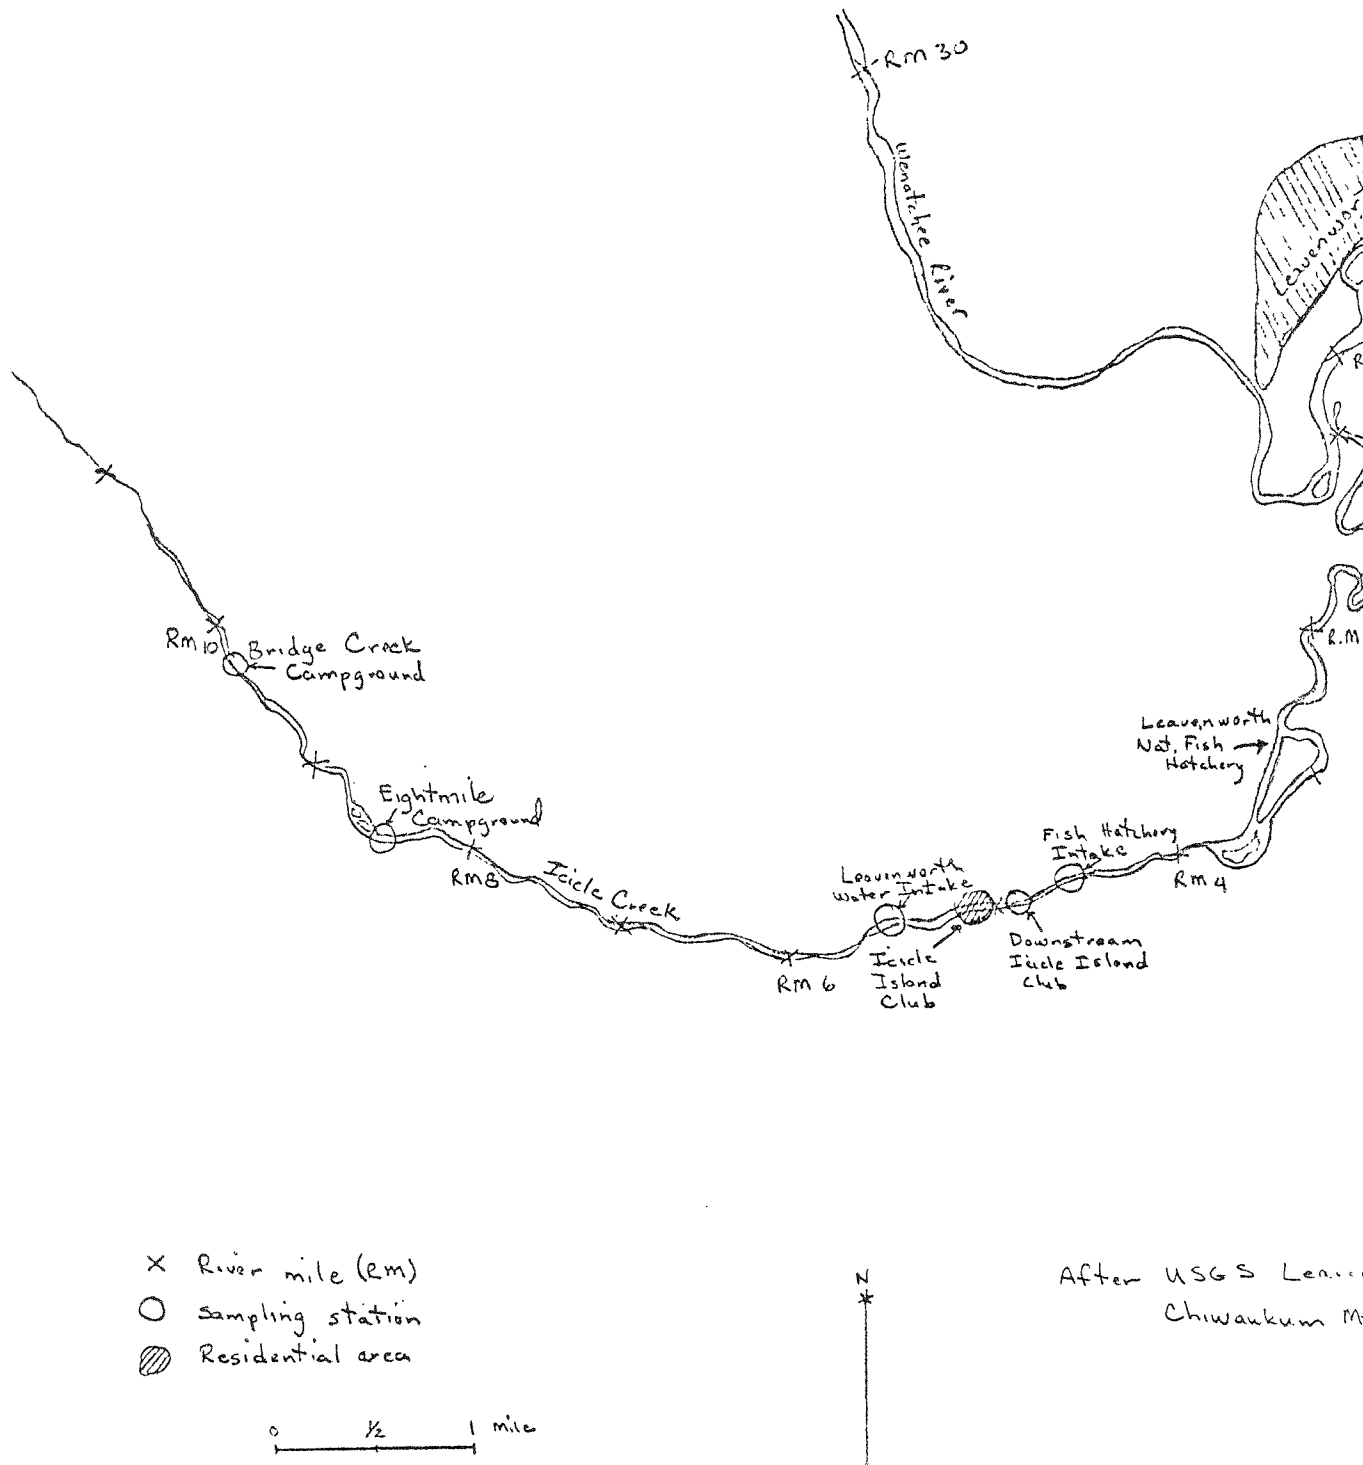 RM 30
Wenatchee River
Leavenwor
R
RM 10
Bridge Creek
Campground
R.M
Leavenworth
Nat. Fish
Hatchery
Eightmile
Campground
RM 8
Icicle Creek
Fish Hatchery
Intake
Leavenworth
Water Intake
RM 4
RM 6
Icicle
Island
Club
Downstream
Icicle Island
Club
X River mile (RM)
Sampling station
Residential area
0 1/2 1 mile
N
After USGS
Chiwaukum M